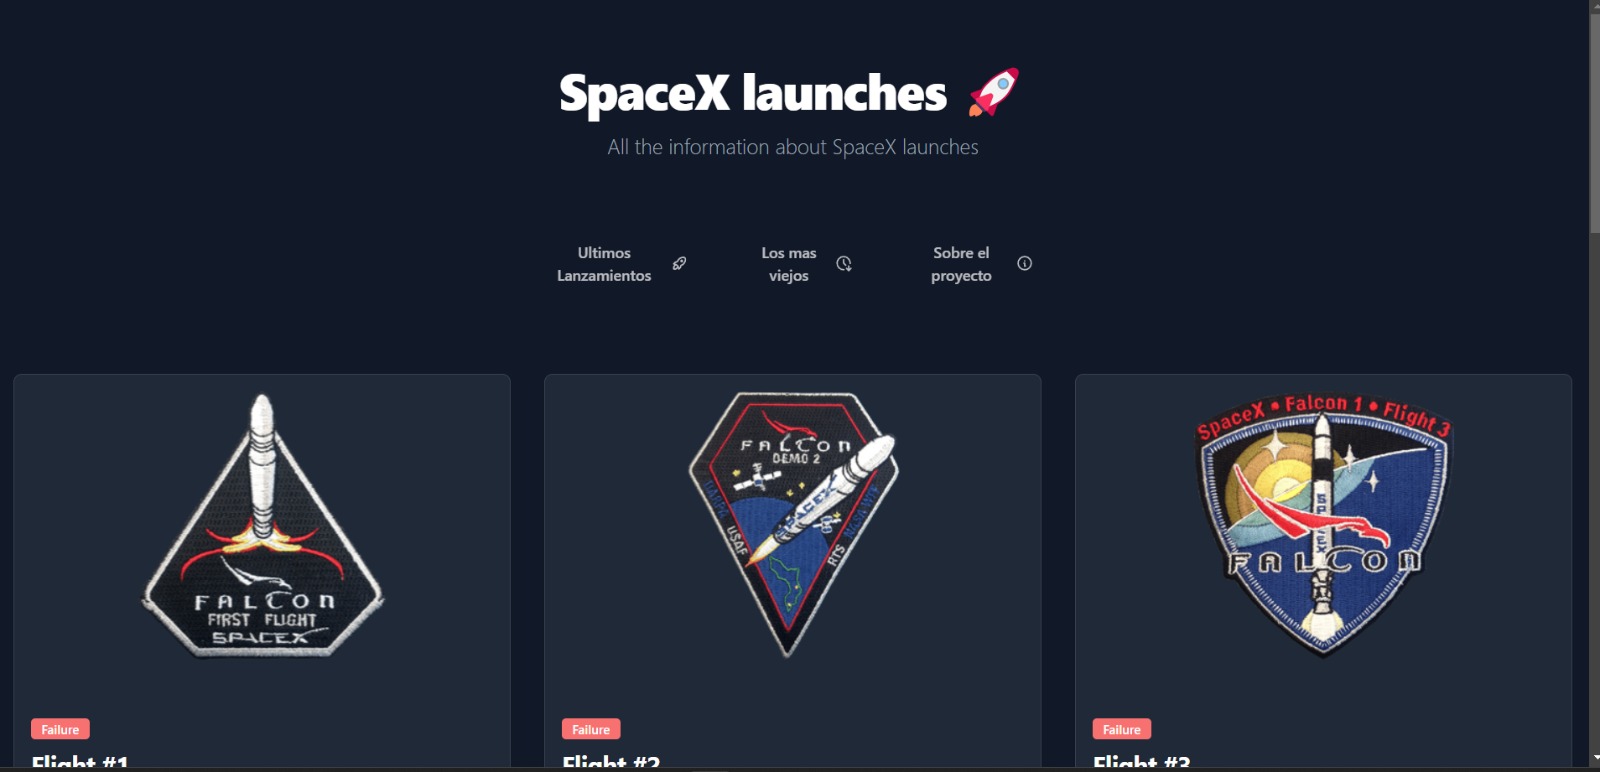 SpaceX launches 🚀
All the information about SpaceX launches
Ultimos
Lanzamientos
Los mas
viejos
Sobre el
proyecto
FALCON
FIRST FLIGHT
SPACEX
FALCON
DEMO 2
DARPA USAF
SPACEX
RTS
SpaceX • Falcon 1 • Flight 3
SPACEX
FALCON
Failure
Failure
Failure
Flight #1
Flight #2
Flight #3